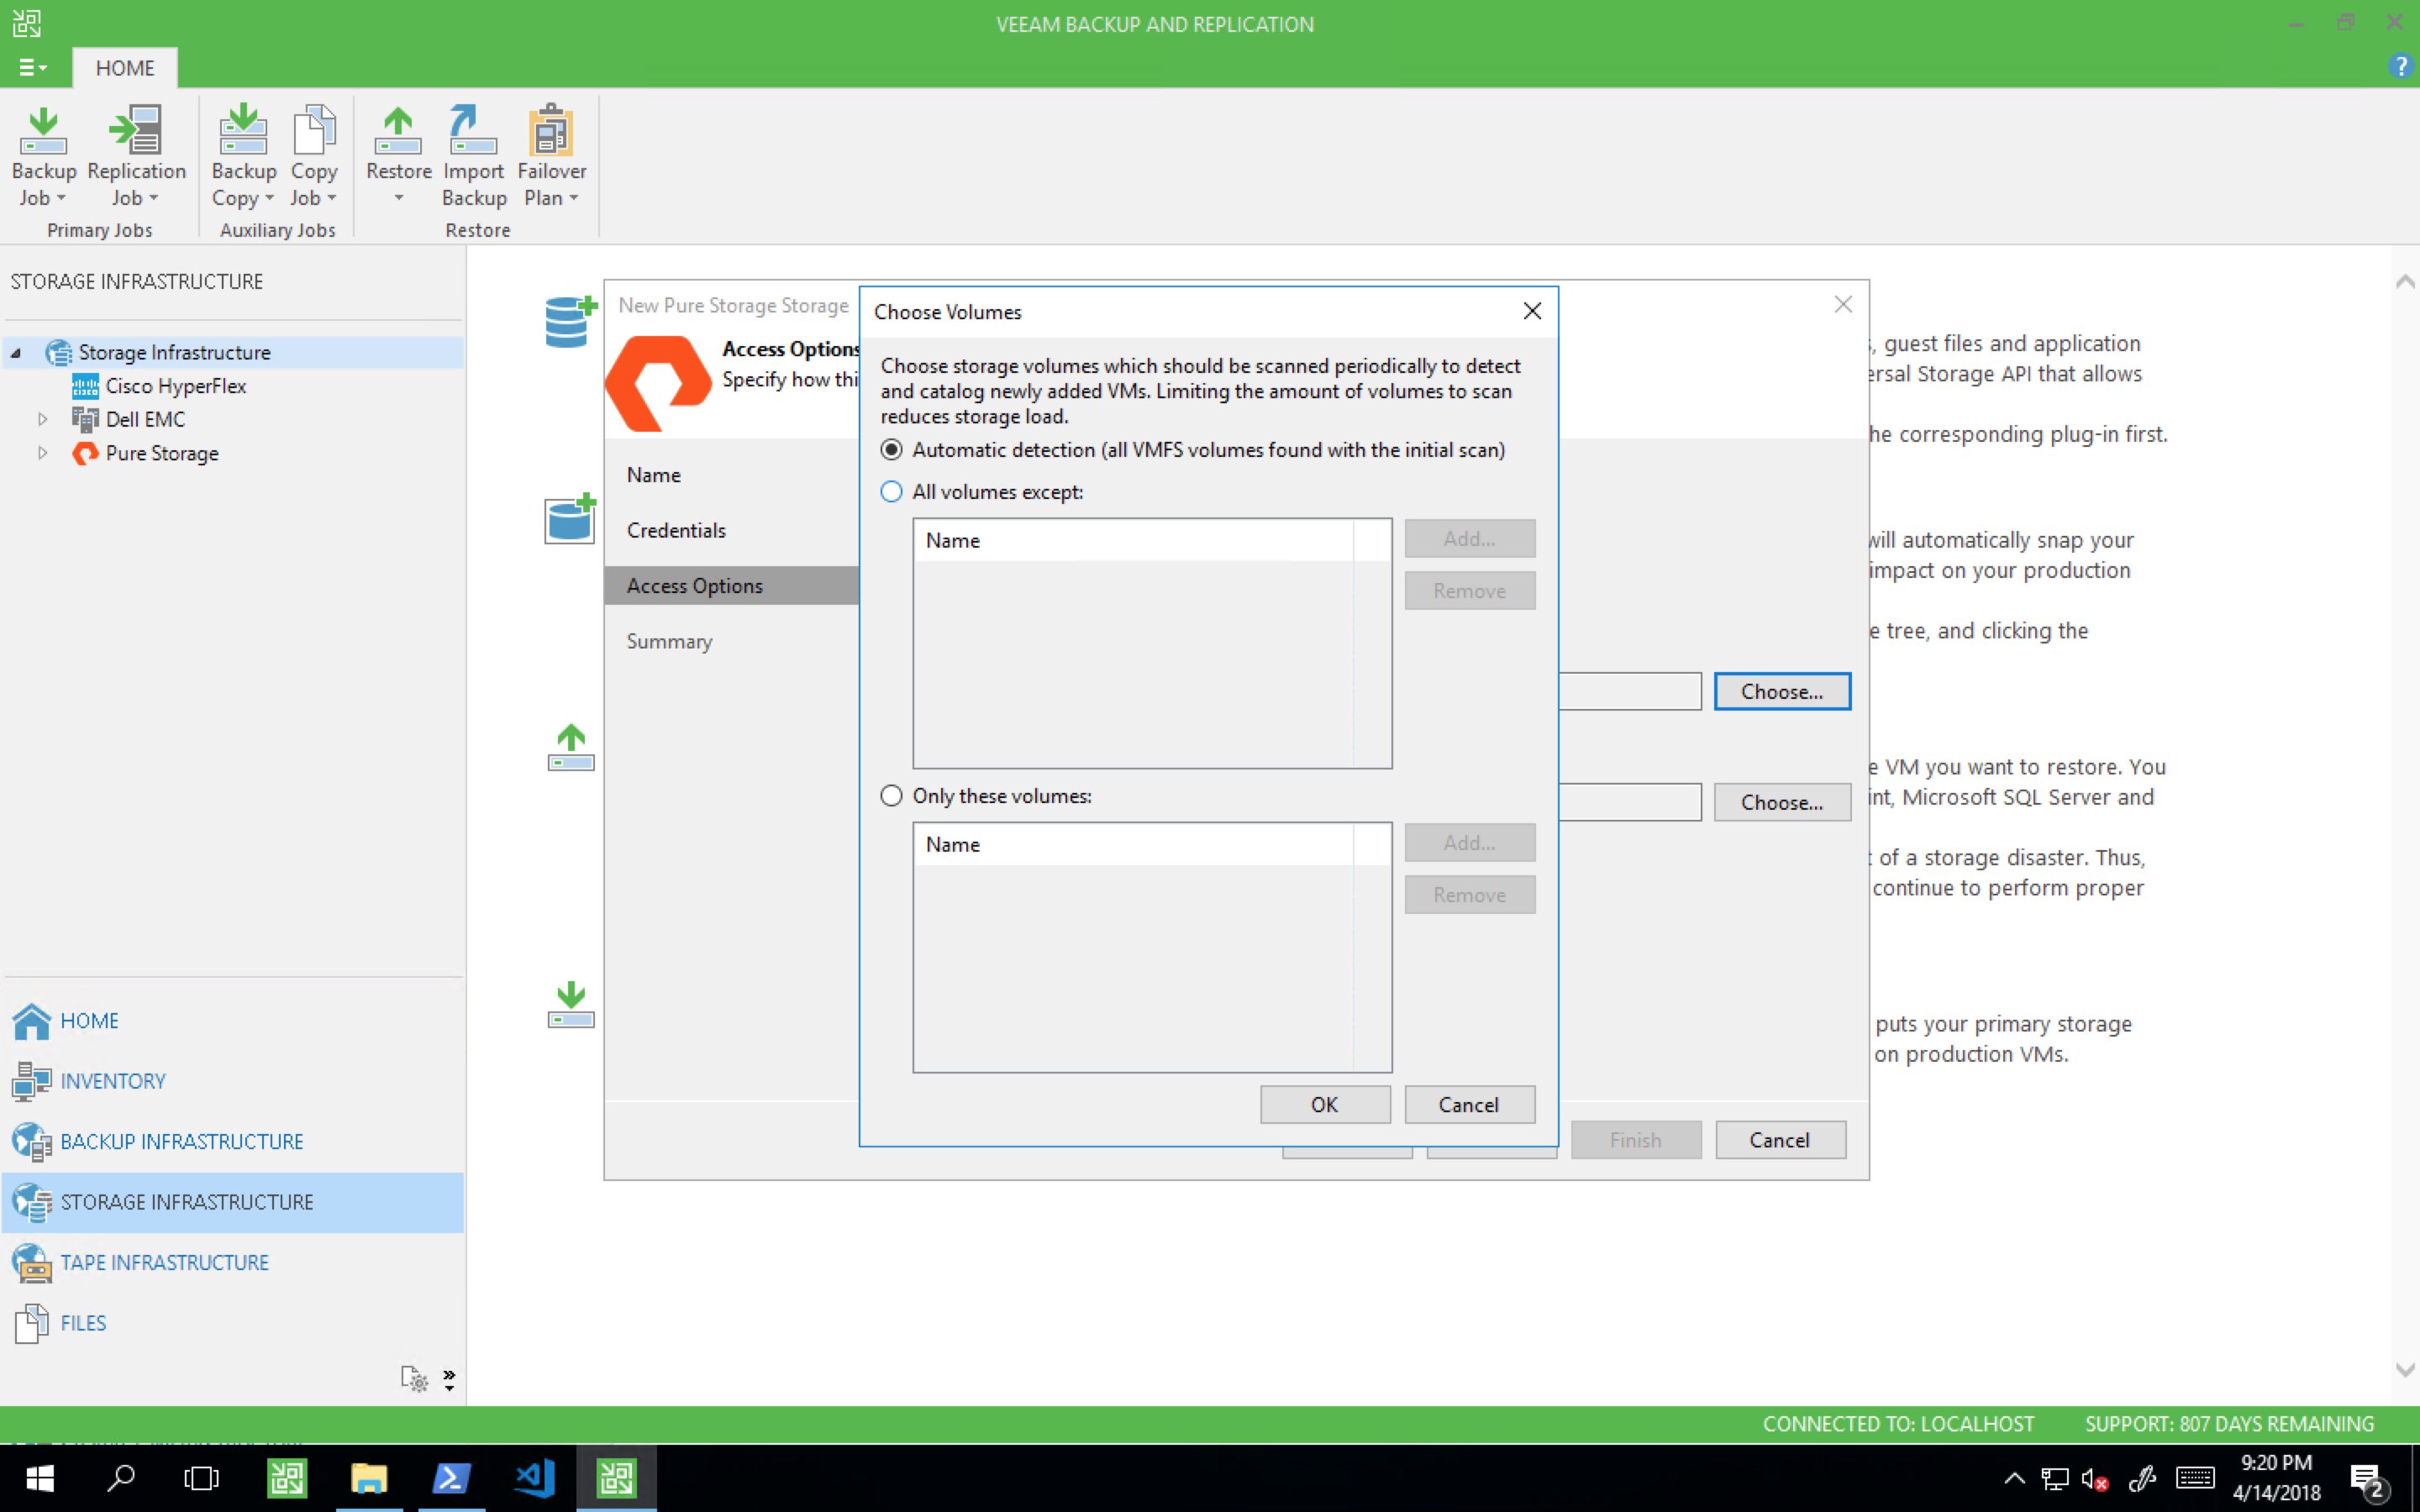 VEEAM BACKUP AND REPLICATION
HOME
?
Backup Job
Replication Job
Backup Copy
Copy Job
Restore
Import Backup
Failover Plan
Primary Jobs
Auxiliary Jobs
Restore
STORAGE INFRASTRUCTURE
Storage Infrastructure
Cisco HyperFlex
Dell EMC
Pure Storage
HOME
INVENTORY
BACKUP INFRASTRUCTURE
STORAGE INFRASTRUCTURE
TAPE INFRASTRUCTURE
FILES
New Pure Storage Storage
Access Options
Specify how thi
Name
Credentials
Access Options
Summary
Choose Volumes
Choose storage volumes which should be scanned periodically to detect
and catalog newly added VMs. Limiting the amount of volumes to scan
reduces storage load.
Automatic detection (all VMFS volumes found with the initial scan)
All volumes except:
Name
Add...
Remove
Only these volumes:
Name
Add...
Remove
OK
Cancel
Choose...
Choose...
Finish
Cancel
s, guest files and application
ersal Storage API that allows
he corresponding plug-in first.
will automatically snap your
impact on your production
e tree, and clicking the
e VM you want to restore. You
int, Microsoft SQL Server and
t of a storage disaster. Thus,
continue to perform proper
puts your primary storage
on production VMs.
CONNECTED TO: LOCALHOST
SUPPORT: 807 DAYS REMAINING
9:20 PM
4/14/2018
2